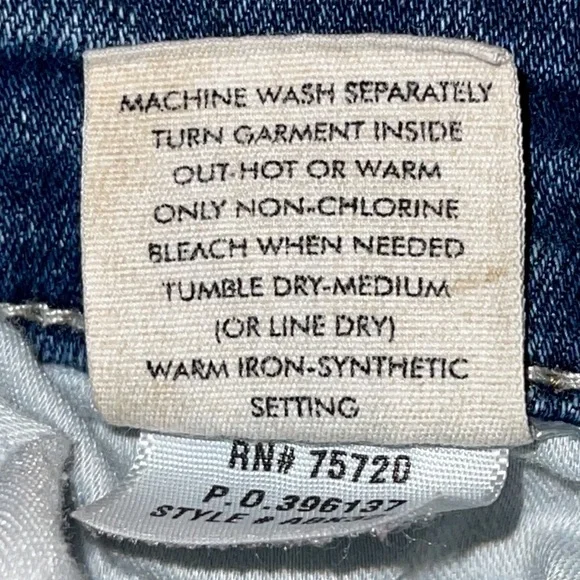 MACHINE WASH SEPARATELY
TURN GARMENT INSIDE
OUT-HOT OR WARM
ONLY NON-CHLORINE
BLEACH WHEN NEEDED
TUMBLE DRY-MEDIUM
(OR LINE DRY)
WARM IRON-SYNTHETIC
SETTING
RN# 75720
P.O.396137
STYLE #